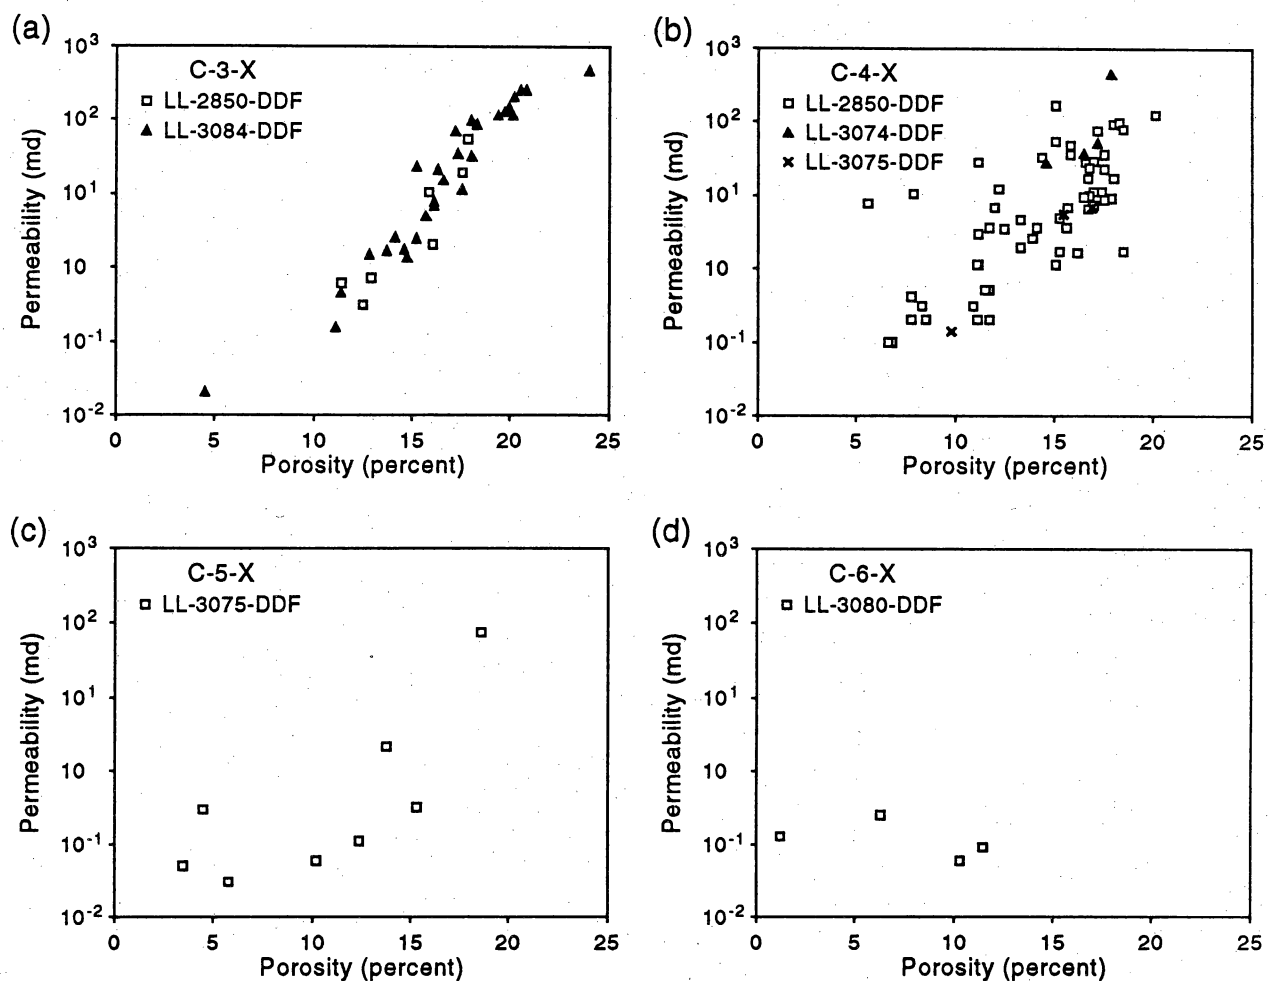 (a)
10³
10²
10¹
10
10⁻¹
10⁻²
Permeability (md)
C-3-X
LL-2850-DDF
LL-3084-DDF
0 5 10 15 20 25
Porosity (percent)
(b)
10³
10²
10¹
10
10⁻¹
10⁻²
Permeability (md)
C-4-X
LL-2850-DDF
LL-3074-DDF
LL-3075-DDF
0 5 10 15 20 25
Porosity (percent)
(c)
10³
10²
10¹
10
10⁻¹
10⁻²
Permeability (md)
C-5-X
LL-3075-DDF
0 5 10 15 20 25
Porosity (percent)
(d)
10³
10²
10¹
10
10⁻¹
10⁻²
Permeability (md)
C-6-X
LL-3080-DDF
0 5 10 15 20 25
Porosity (percent)